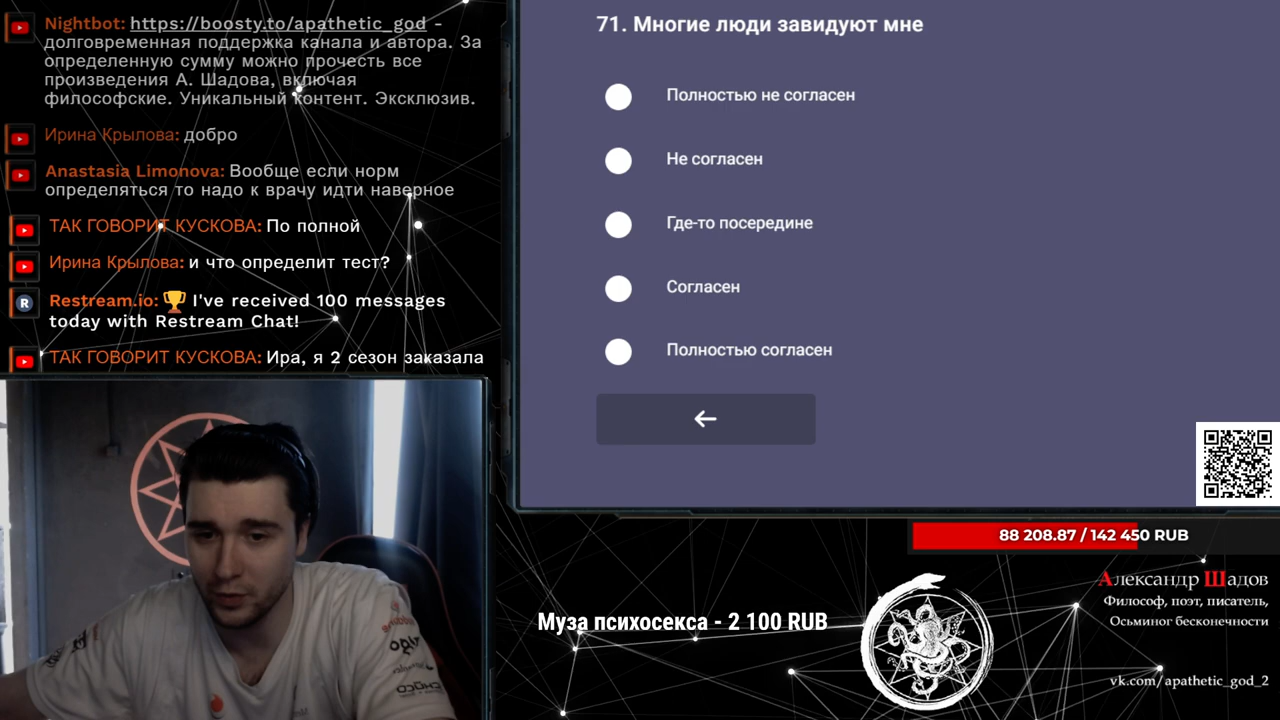 Nightbot: https://boosty.to/apathetic_god -
долговременная поддержка канала и автора. За
определенную сумму можно прочесть все
произведения А. Шадова, включая
философские. Уникальный контент. Эксклюзив.
Ирина Крылова: добро
Anastasia Limonova: Вообще если норм
определяться то надо к врачу идти наверное
ТАК ГОВОРИТ КУСКОВА: По полной
Ирина Крылова: и что определит тест?
Restream.io: 🏆 I've received 100 messages
today with Restream Chat!
ТАК ГОВОРИТ КУСКОВА: Ира, я 2 сезон заказала
71. Многие люди завидуют мне
Полностью не согласен
Не согласен
Где-то посередине
Согласен
Полностью согласен
88 208.87 / 142 450 RUB
Муза психосекса - 2 100 RUB
Александр Шадов
Философ, поэт, писатель,
Осьминог бесконечности
vk.com/apathetic_god_2